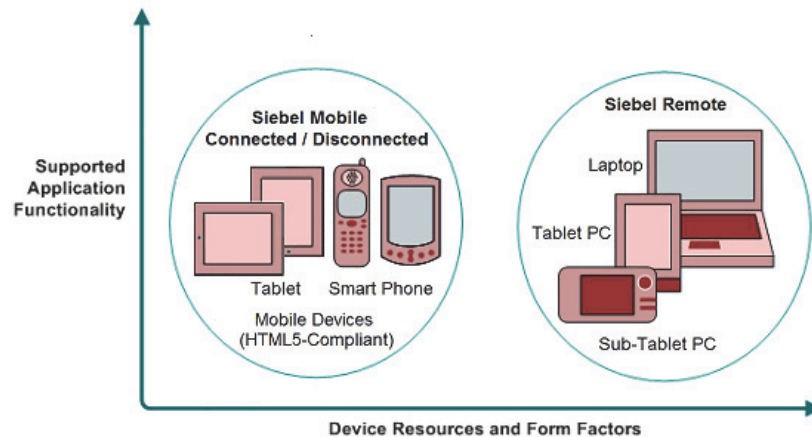 Supported
Application
Functionality
Siebel Mobile
Connected / Disconnected
Tablet
Smart Phone
Mobile Devices
(HTML5-Compliant)
Siebel Remote
Laptop
Tablet PC
Sub-Tablet PC
Device Resources and Form Factors